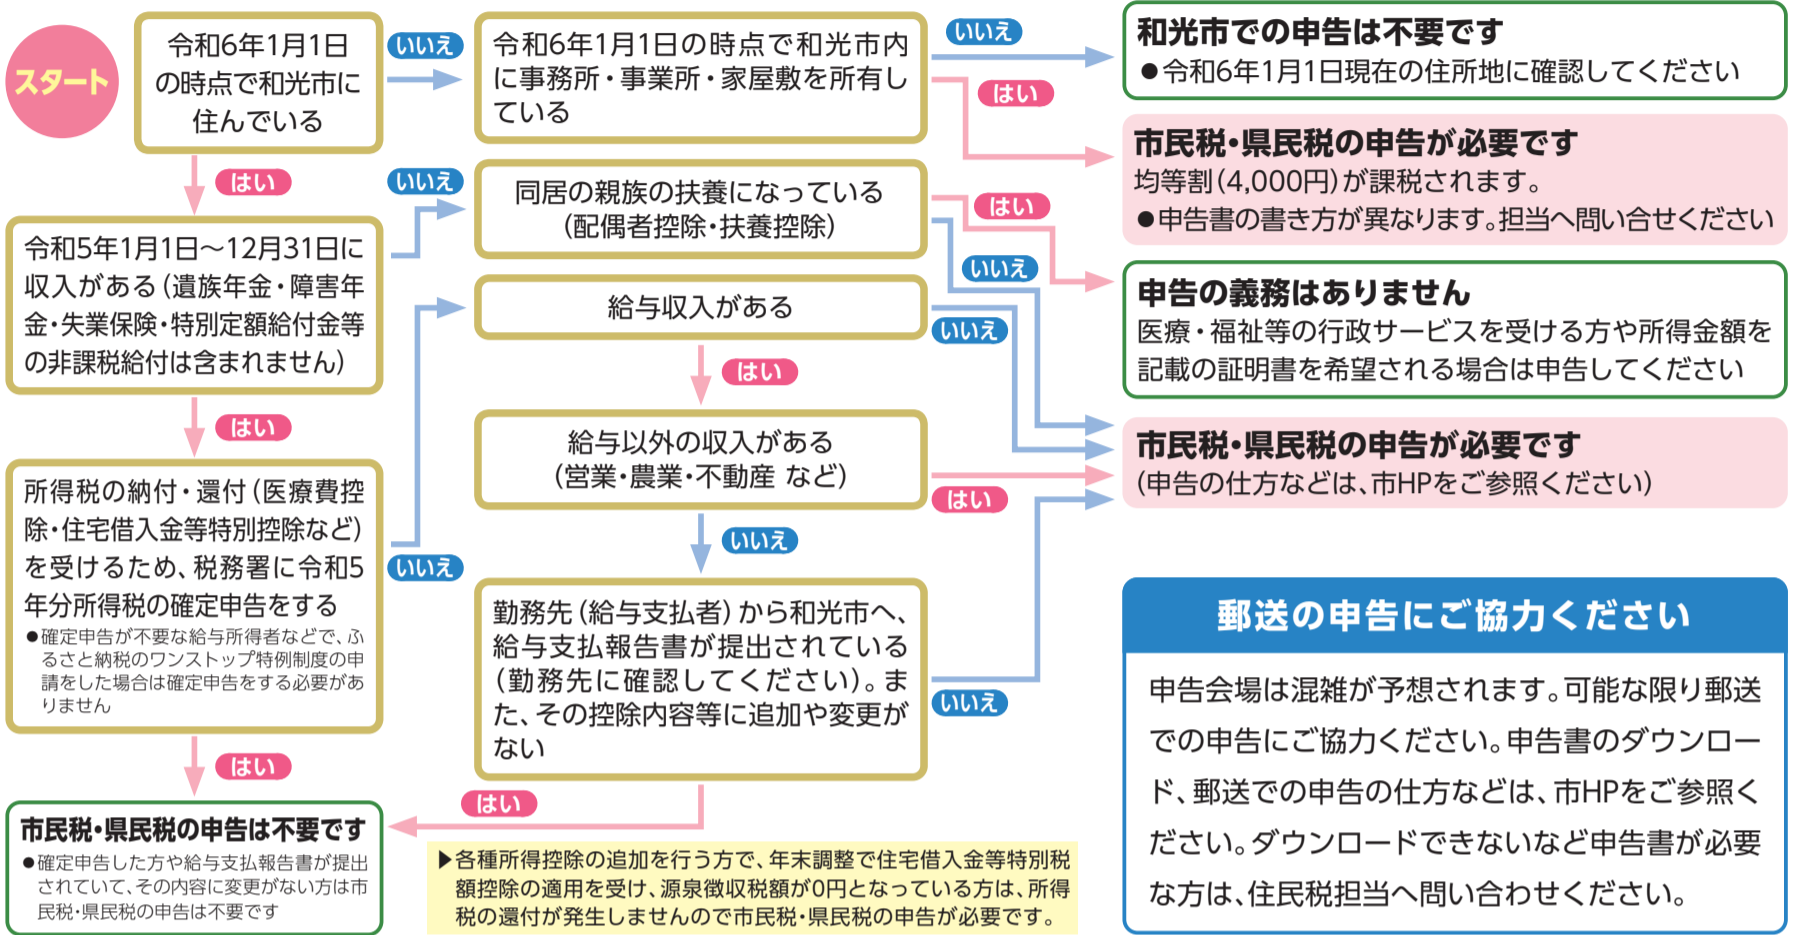 スタート
令和6年1月1日
の時点で和光市に
住んでいる
いいえ
はい
令和6年1月1日の時点で和光市内
に事務所・事業所・家屋敷を所有し
ている
いいえ
はい
和光市での申告は不要です
●令和6年1月1日現在の住所地に確認してください
市民税・県民税の申告が必要です
均等割(4,000円)が課税されます。
●申告書の書き方が異なります。担当へ問い合せください
令和5年1月1日～12月31日に
収入がある(遺族年金・障害年
金・失業保険・特別定額給付金等
の非課税給付は含まれません)
いいえ
はい
同居の親族の扶養になっている
(配偶者控除・扶養控除)
はい
いいえ
申告の義務はありません
医療・福祉等の行政サービスを受ける方や所得金額を
記載の証明書を希望される場合は申告してください
給与収入がある
いいえ
はい
給与以外の収入がある
(営業・農業・不動産 など)
はい
いいえ
市民税・県民税の申告が必要です
(申告の仕方などは、市HPをご参照ください)
所得税の納付・還付(医療費控
除・住宅借入金等特別控除など)
を受けるため、税務署に令和5
年分所得税の確定申告をする
●確定申告が不要な給与所得者などで、ふ
るさと納税のワンストップ特例制度の申
請をした場合は確定申告をする必要があ
りません
いいえ
はい
勤務先(給与支払者)から和光市へ、
給与支払報告書が提出されている
(勤務先に確認してください)。ま
た、その控除内容等に追加や変更が
ない
いいえ
はい
市民税・県民税の申告は不要です
●確定申告した方や給与支払報告書が提出
されていて、その内容に変更がない方は市
民税・県民税の申告は不要です
▶各種所得控除の追加を行う方で、年末調整で住宅借入金等特別税
額控除の適用を受け、源泉徴収税額が0円となっている方は、所得
税の還付が発生しませんので市民税・県民税の申告が必要です。
郵送の申告にご協力ください
申告会場は混雑が予想されます。可能な限り郵送
での申告にご協力ください。申告書のダウンロー
ド、郵送での申告の仕方などは、市HPをご参照く
ださい。ダウンロードできないなど申告書が必要
な方は、住民税担当へ問い合わせください。